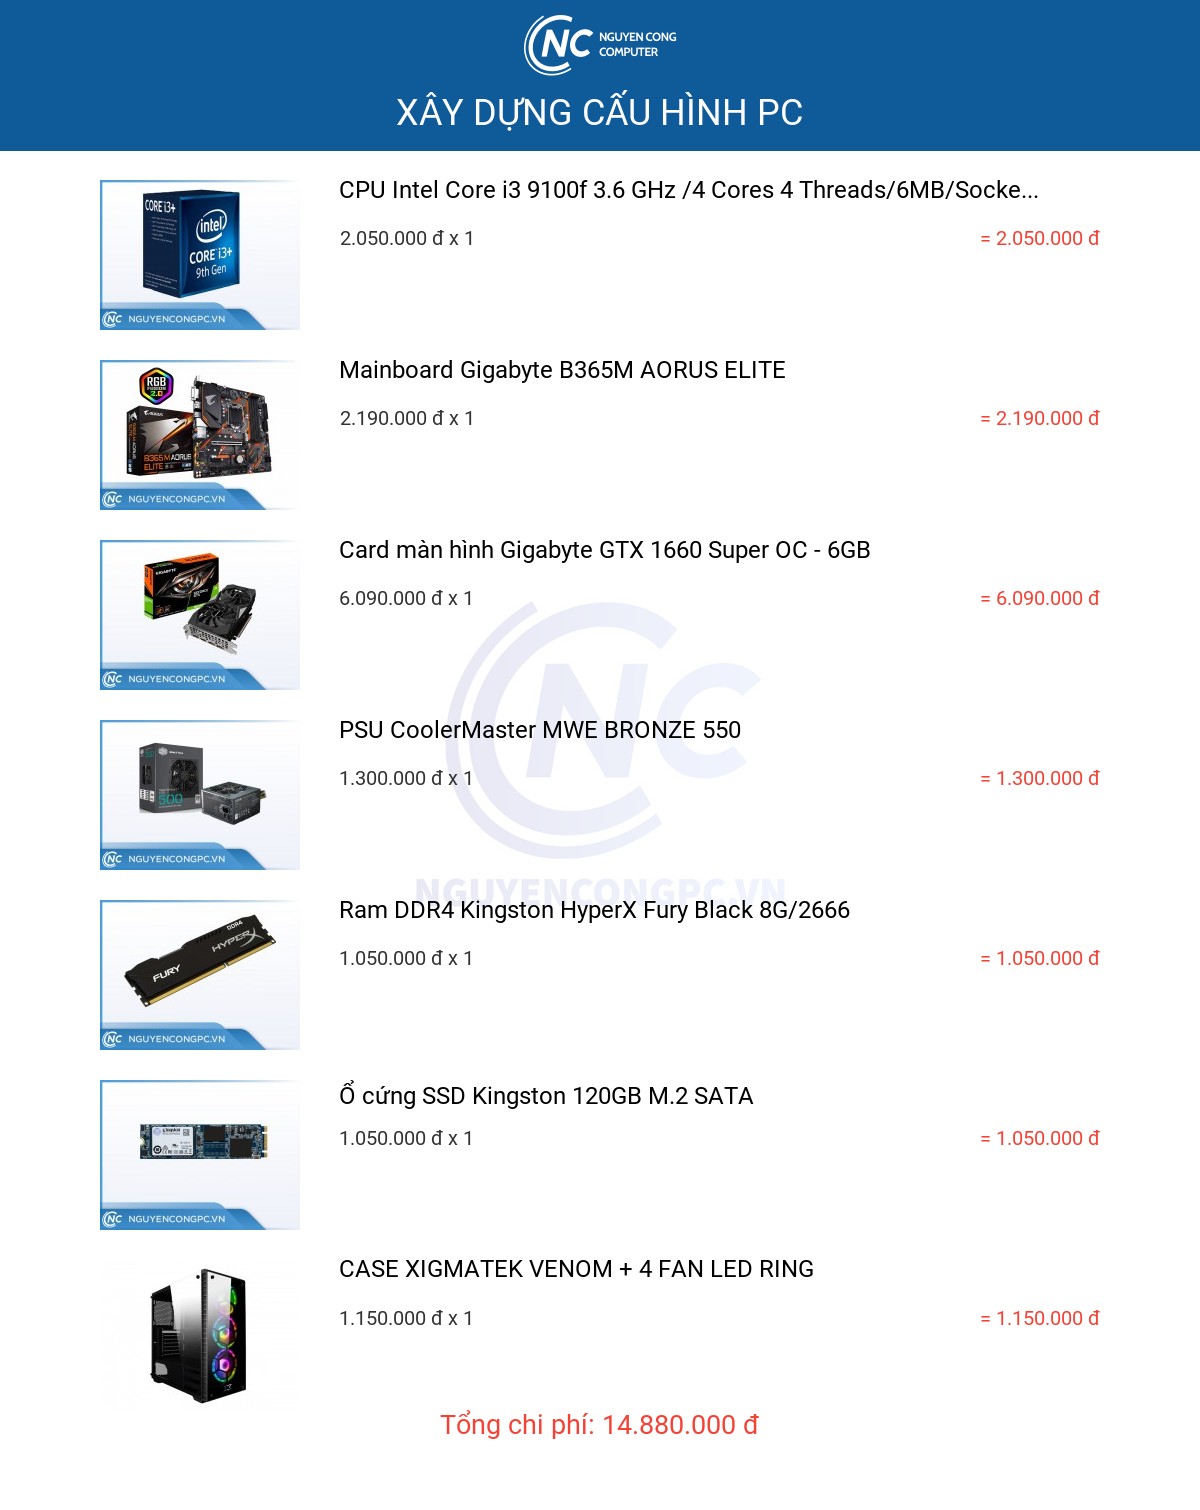 NC NGUYEN CONG
COMPUTER
XÂY DỰNG CẤU HÌNH PC
CORE i3+
intel
CORE i3+
9th Gen
NC NGUYENCONGPC.VN
CPU Intel Core i3 9100f 3.6 GHz /4 Cores 4 Threads/6MB/Socke...
2.050.000 đ x 1
= 2.050.000 đ
RGB
2.0
B365 M AORUS
ELITE
NC NGUYENCONGPC.VN
Mainboard Gigabyte B365M AORUS ELITE
2.190.000 đ x 1
= 2.190.000 đ
GIGABYTE
NC NGUYENCONGPC.VN
Card màn hình Gigabyte GTX 1660 Super OC - 6GB
6.090.000 đ x 1
= 6.090.000 đ
NC
NGUYENCONGPC.VN
500
NC NGUYENCONGPC.VN
PSU CoolerMaster MWE BRONZE 550
1.300.000 đ x 1
= 1.300.000 đ
DDR4
HYPERX
FURY
NC NGUYENCONGPC.VN
Ram DDR4 Kingston HyperX Fury Black 8G/2666
1.050.000 đ x 1
= 1.050.000 đ
Kingston
NC NGUYENCONGPC.VN
Ổ cứng SSD Kingston 120GB M.2 SATA
1.050.000 đ x 1
= 1.050.000 đ
CASE XIGMATEK VENOM + 4 FAN LED RING
1.150.000 đ x 1
= 1.150.000 đ
Tổng chi phí: 14.880.000 đ